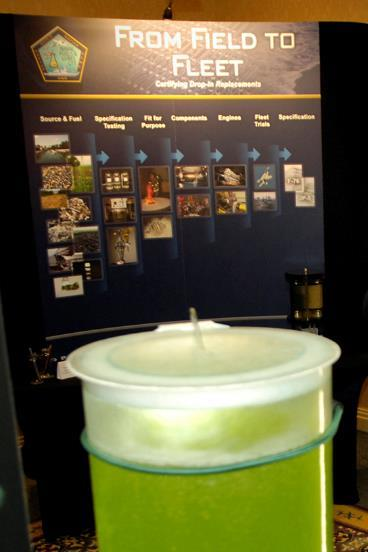 From Field to
Fleet
Certifying Drop-In Replacements
Source & Fuel
Specification
Testing
Fit for
Purpose
Components
Engines
Fleet
Trials
Specification